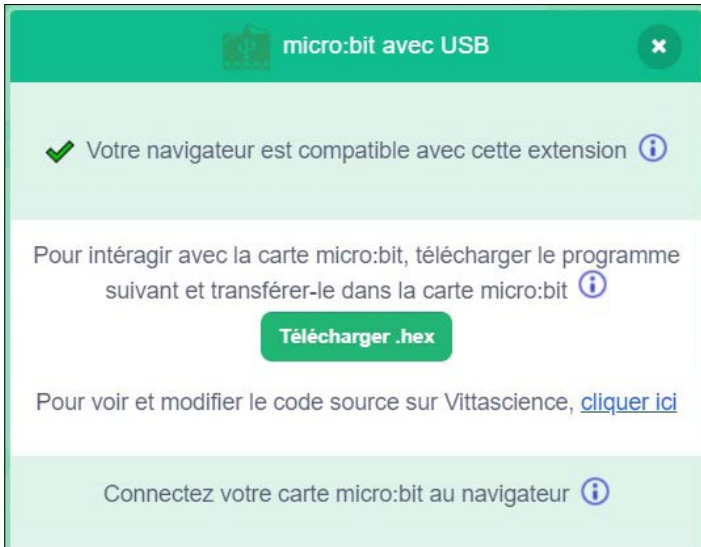 micro:bit avec USB
Votre navigateur est compatible avec cette extension
Pour intéragir avec la carte micro:bit, télécharger le programme
suivant et transférer-le dans la carte micro:bit
Télécharger .hex
Pour voir et modifier le code source sur Vittascience, cliquer ici
Connectez votre carte micro:bit au navigateur